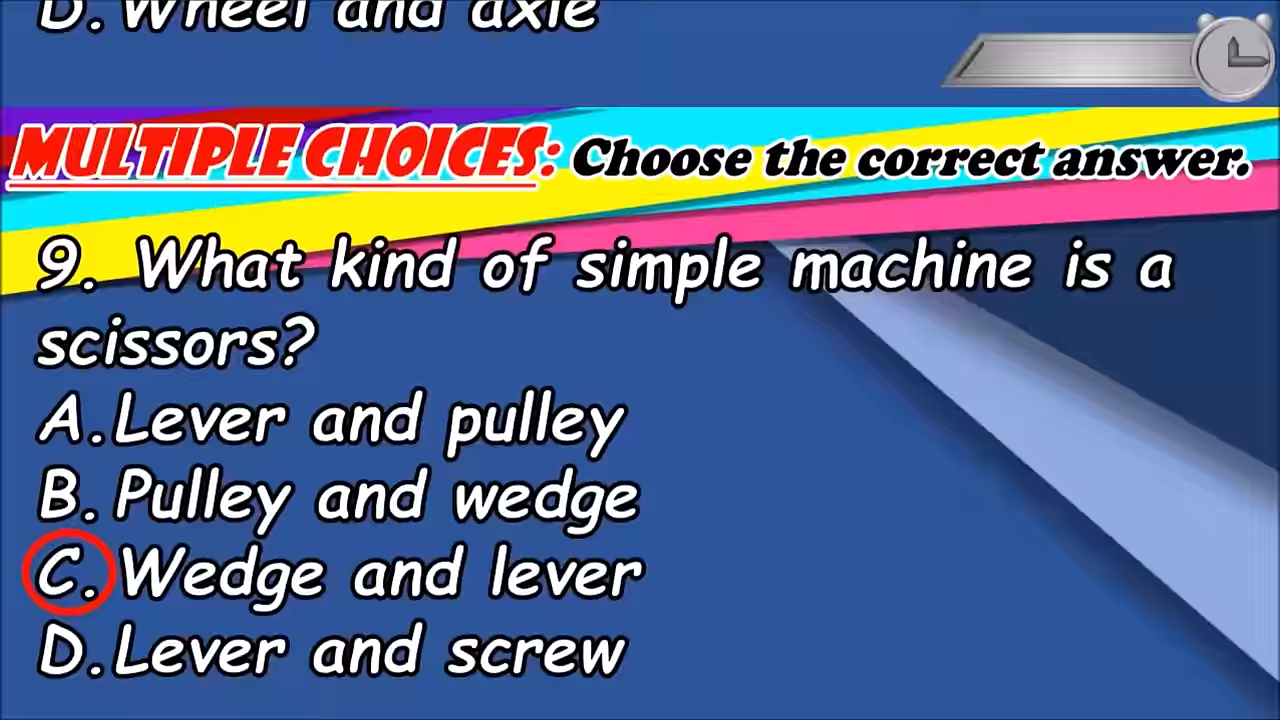 D. Wheel and axle
MULTIPLE CHOICES: Choose the correct answer.
9. What kind of simple machine is a
scissors?
A. Lever and pulley
B. Pulley and wedge
C. Wedge and lever
D. Lever and screw